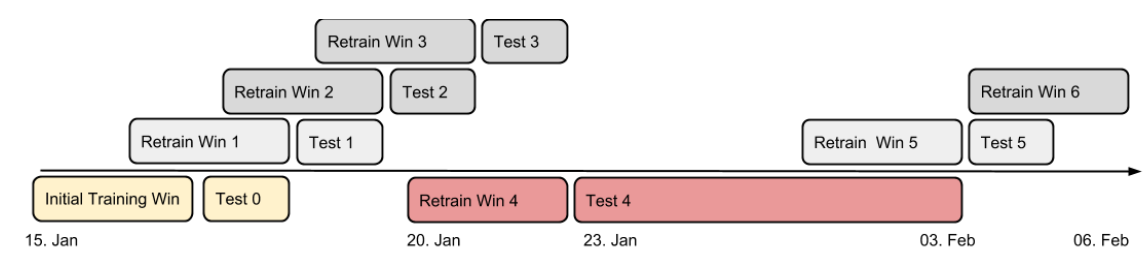 Retrain Win 3 Test 3
Retrain Win 2 Test 2 Retrain Win 6
Retrain Win 1 Test 1 Retrain Win 5 Test 5
Initial Training Win Test 0 Retrain Win 4 Test 4
15. Jan 20. Jan 23. Jan 03. Feb 06. Feb